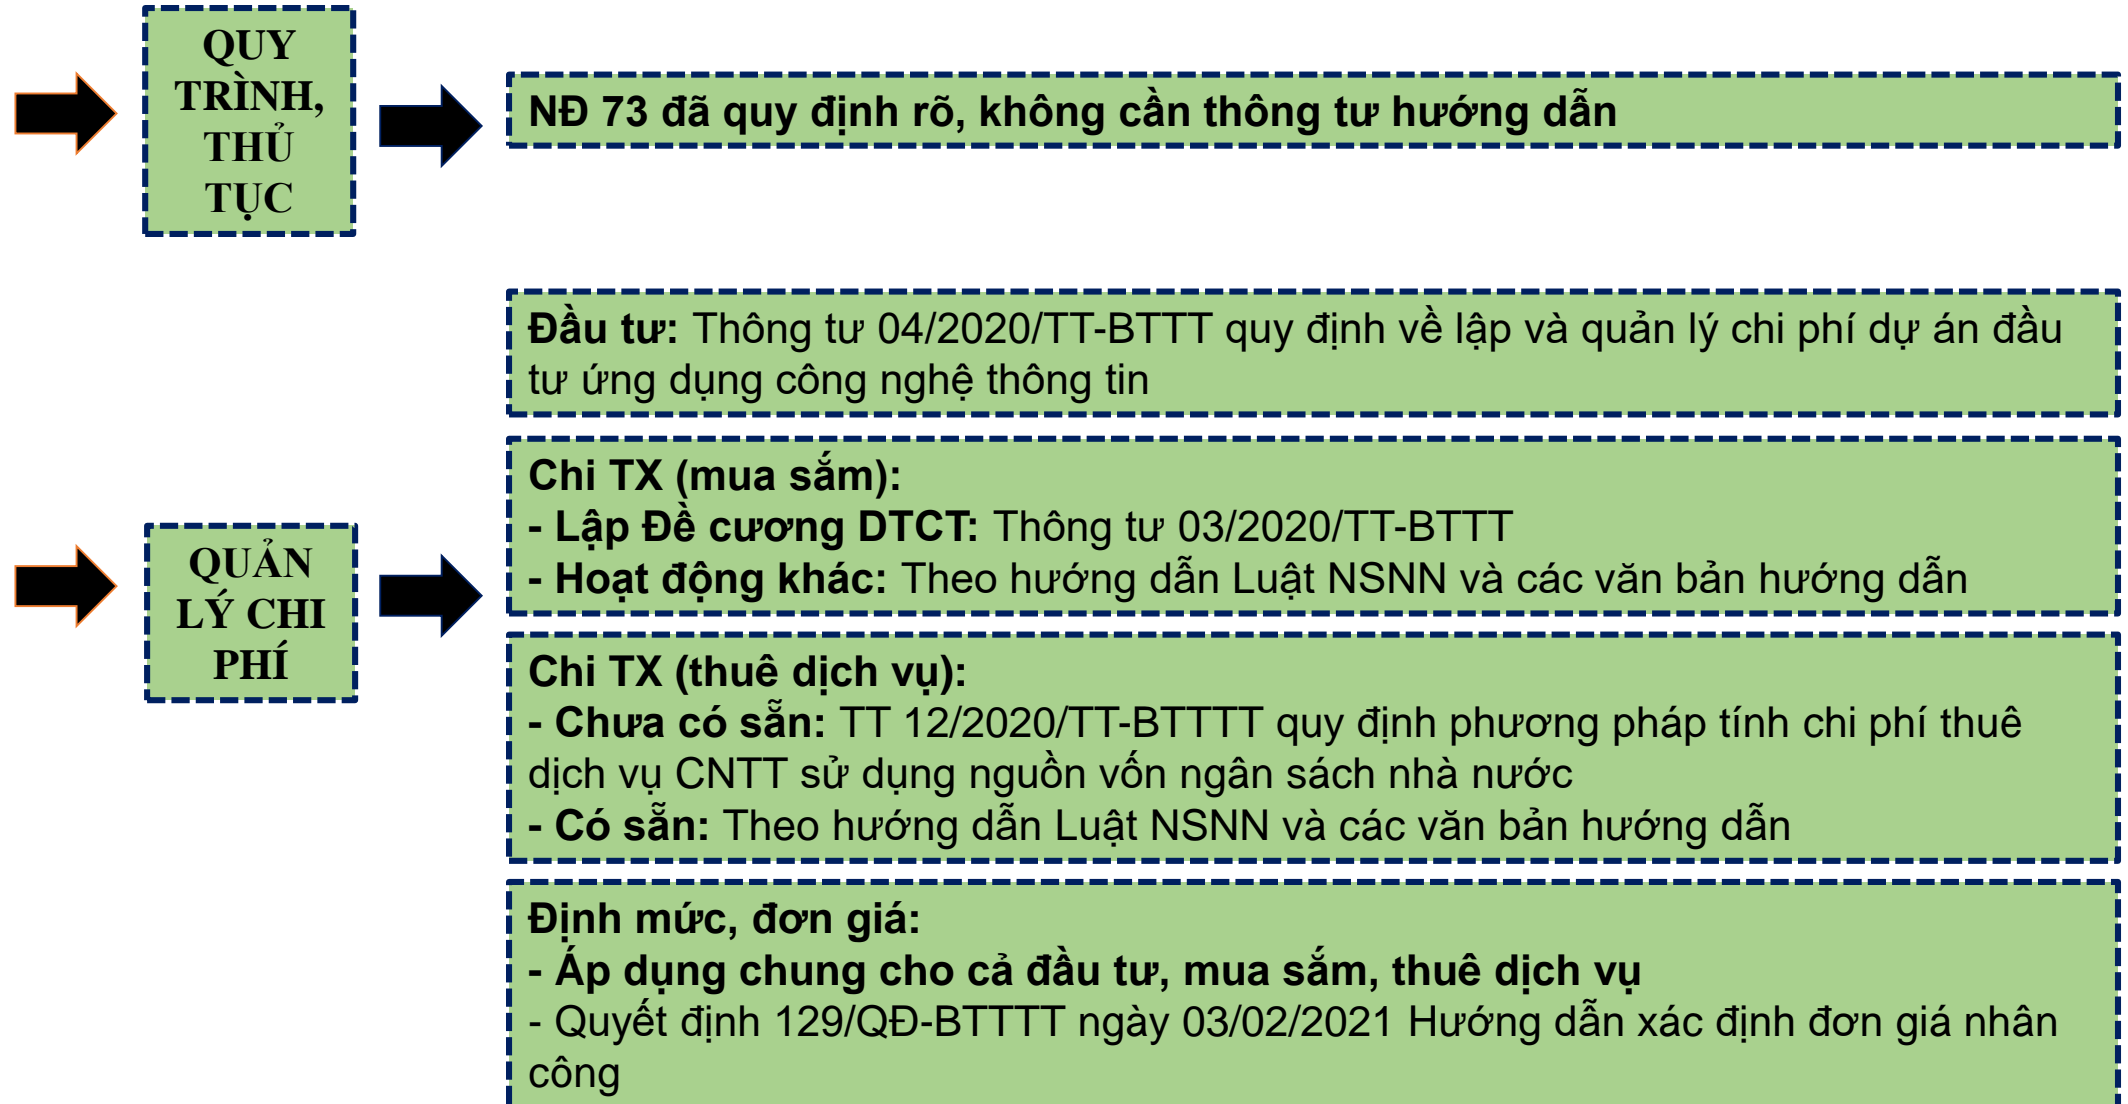 QUY
TRÌNH,
THỦ
TỤC
NĐ 73 đã quy định rõ, không cần thông tư hướng dẫn
QUẢN
LÝ CHI
PHÍ
Đầu tư: Thông tư 04/2020/TT-BTTT quy định về lập và quản lý chi phí dự án đầu
tư ứng dụng công nghệ thông tin
Chi TX (mua sắm):
- Lập Đề cương DTCT: Thông tư 03/2020/TT-BTTT
- Hoạt động khác: Theo hướng dẫn Luật NSNN và các văn bản hướng dẫn
Chi TX (thuê dịch vụ):
- Chưa có sẵn: TT 12/2020/TT-BTTTT quy định phương pháp tính chi phí thuê
dịch vụ CNTT sử dụng nguồn vốn ngân sách nhà nước
- Có sẵn: Theo hướng dẫn Luật NSNN và các văn bản hướng dẫn
Định mức, đơn giá:
- Áp dụng chung cho cả đầu tư, mua sắm, thuê dịch vụ
- Quyết định 129/QĐ-BTTTT ngày 03/02/2021 Hướng dẫn xác định đơn giá nhân
công